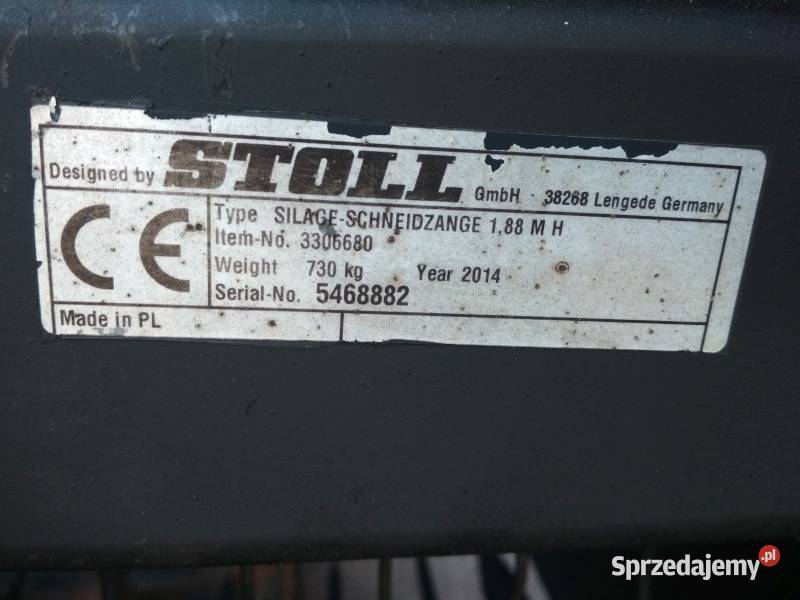 Designed by STOLL GmbH · 38268 Lengede Germany
CE
Type SILAGE-SCHNEIDZANGE 1,88 M H
Item-No. 3306680
Weight 730 kg Year 2014
Serial-No. 5468882
Made in PL
Sprzedajemy.pl